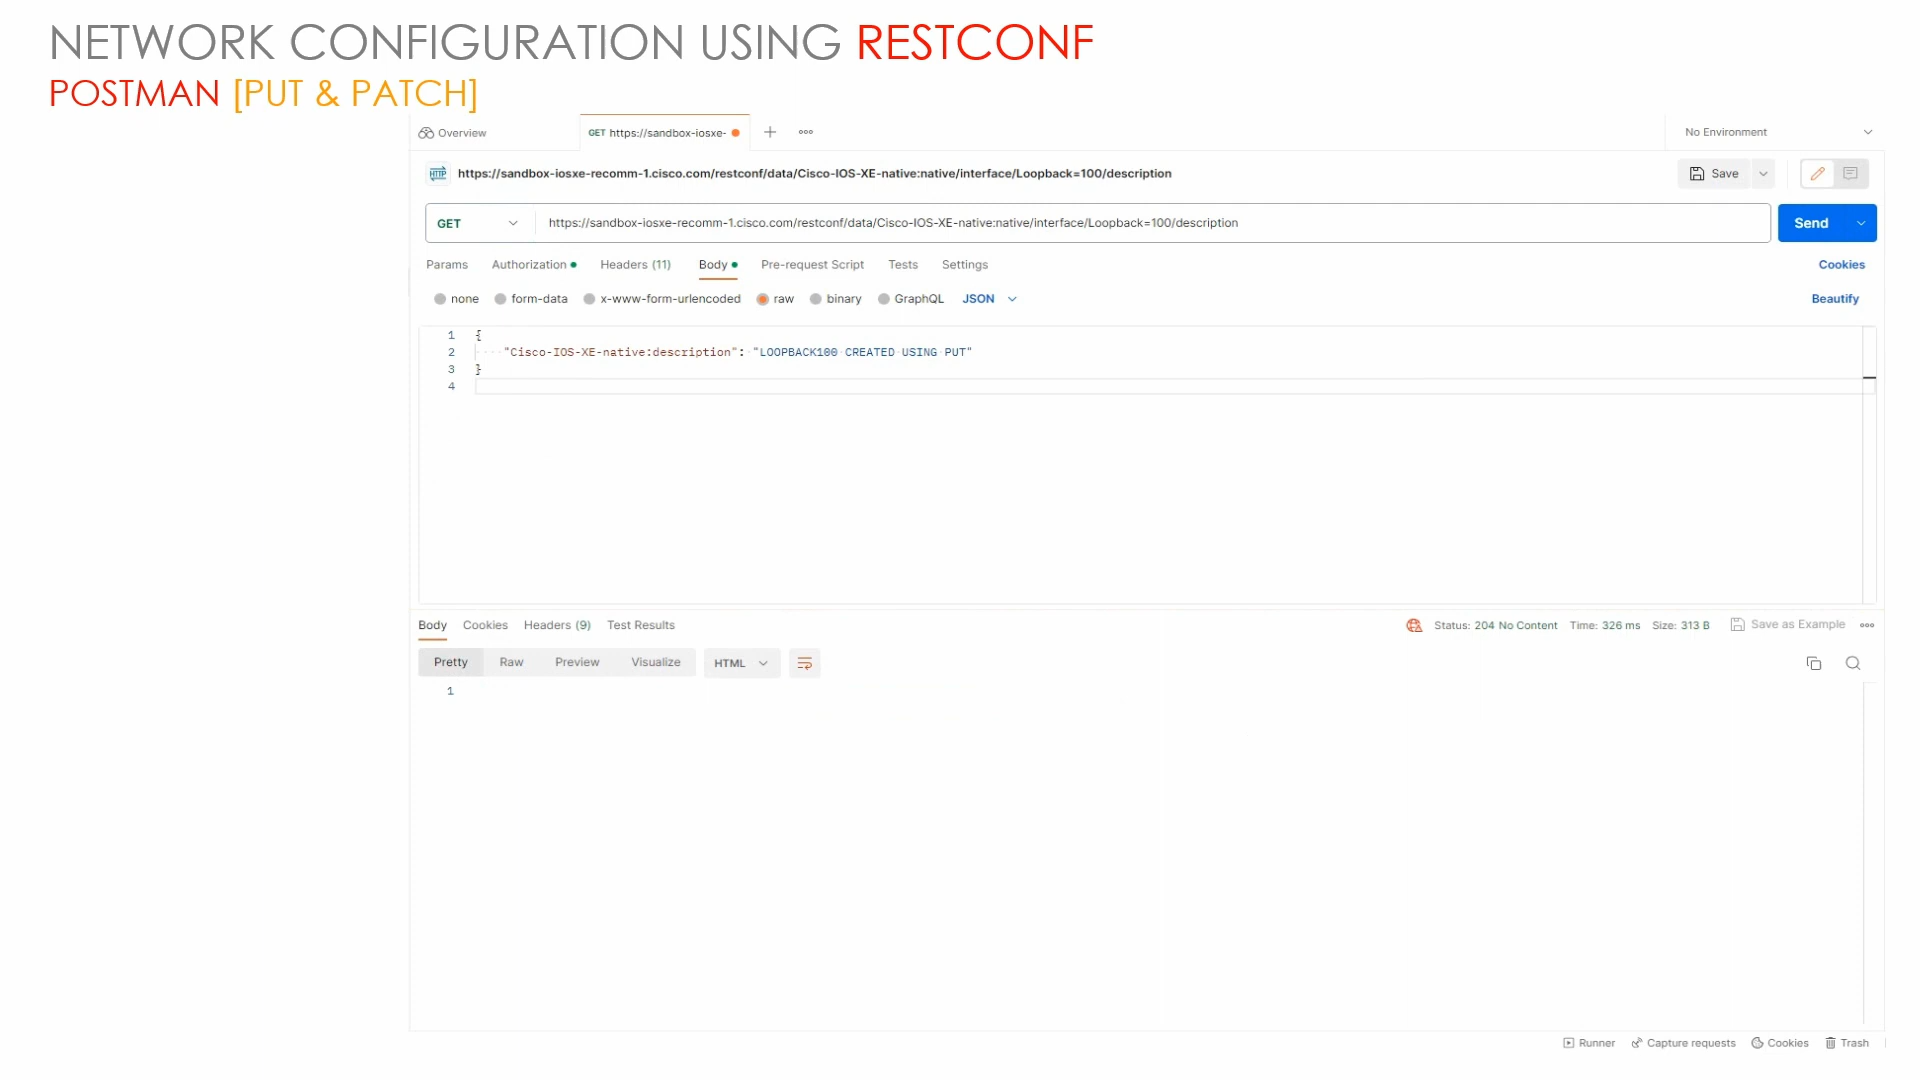 NETWORK CONFIGURATION USING RESTCONF
POSTMAN [PUT & PATCH]
Overview GET https://sandbox-iosxe- No Environment
HTTP https://sandbox-iosxe-recomm-1.cisco.com/restconf/data/Cisco-IOS-XE-native:native/interface/Loopback=100/description Save
GET https://sandbox-iosxe-recomm-1.cisco.com/restconf/data/Cisco-IOS-XE-native:native/interface/Loopback=100/description Send
Params Authorization Headers (11) Body Pre-request Script Tests Settings Cookies
none form-data x-www-form-urlencoded raw binary GraphQL JSON Beautify
1 {
2 "Cisco-IOS-XE-native:description": "LOOPBACK100 CREATED USING PUT"
3 }
4
Body Cookies Headers (9) Test Results Status: 204 No Content Time: 326 ms Size: 313 B Save as Example
Pretty Raw Preview Visualize HTML
1
Runner Capture requests Cookies Trash